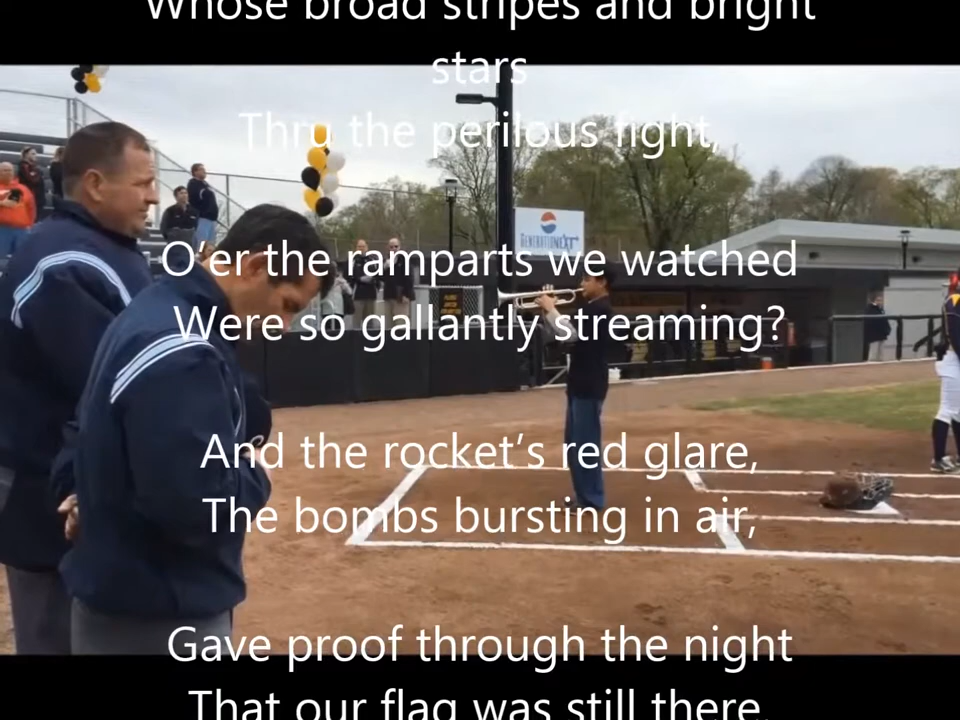 Whose broad stripes and bright
stars
Thru the perilous fight,
O'er the ramparts we watched
Were so gallantly streaming?
And the rocket's red glare,
The bombs bursting in air,
Gave proof through the night
That our flag was still there.
GENERATIONEXT